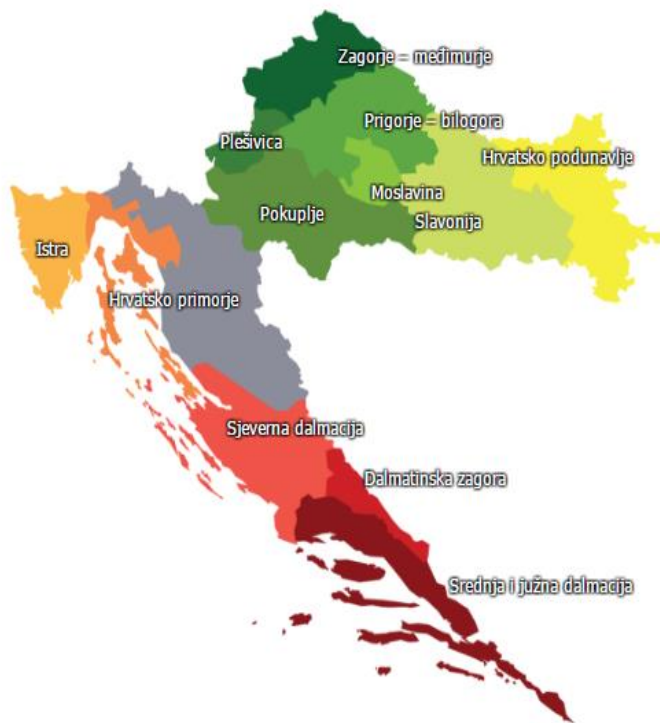 Zagorje – međimurje
Prigorje – bilogora
Plešivica
Hrvatsko podunavlje
Moslavina
Pokuplje
Slavonija
Istra
Hrvatsko primorje
Sjeverna dalmacija
Dalmatinska zagora
Srednja i južna dalmacija